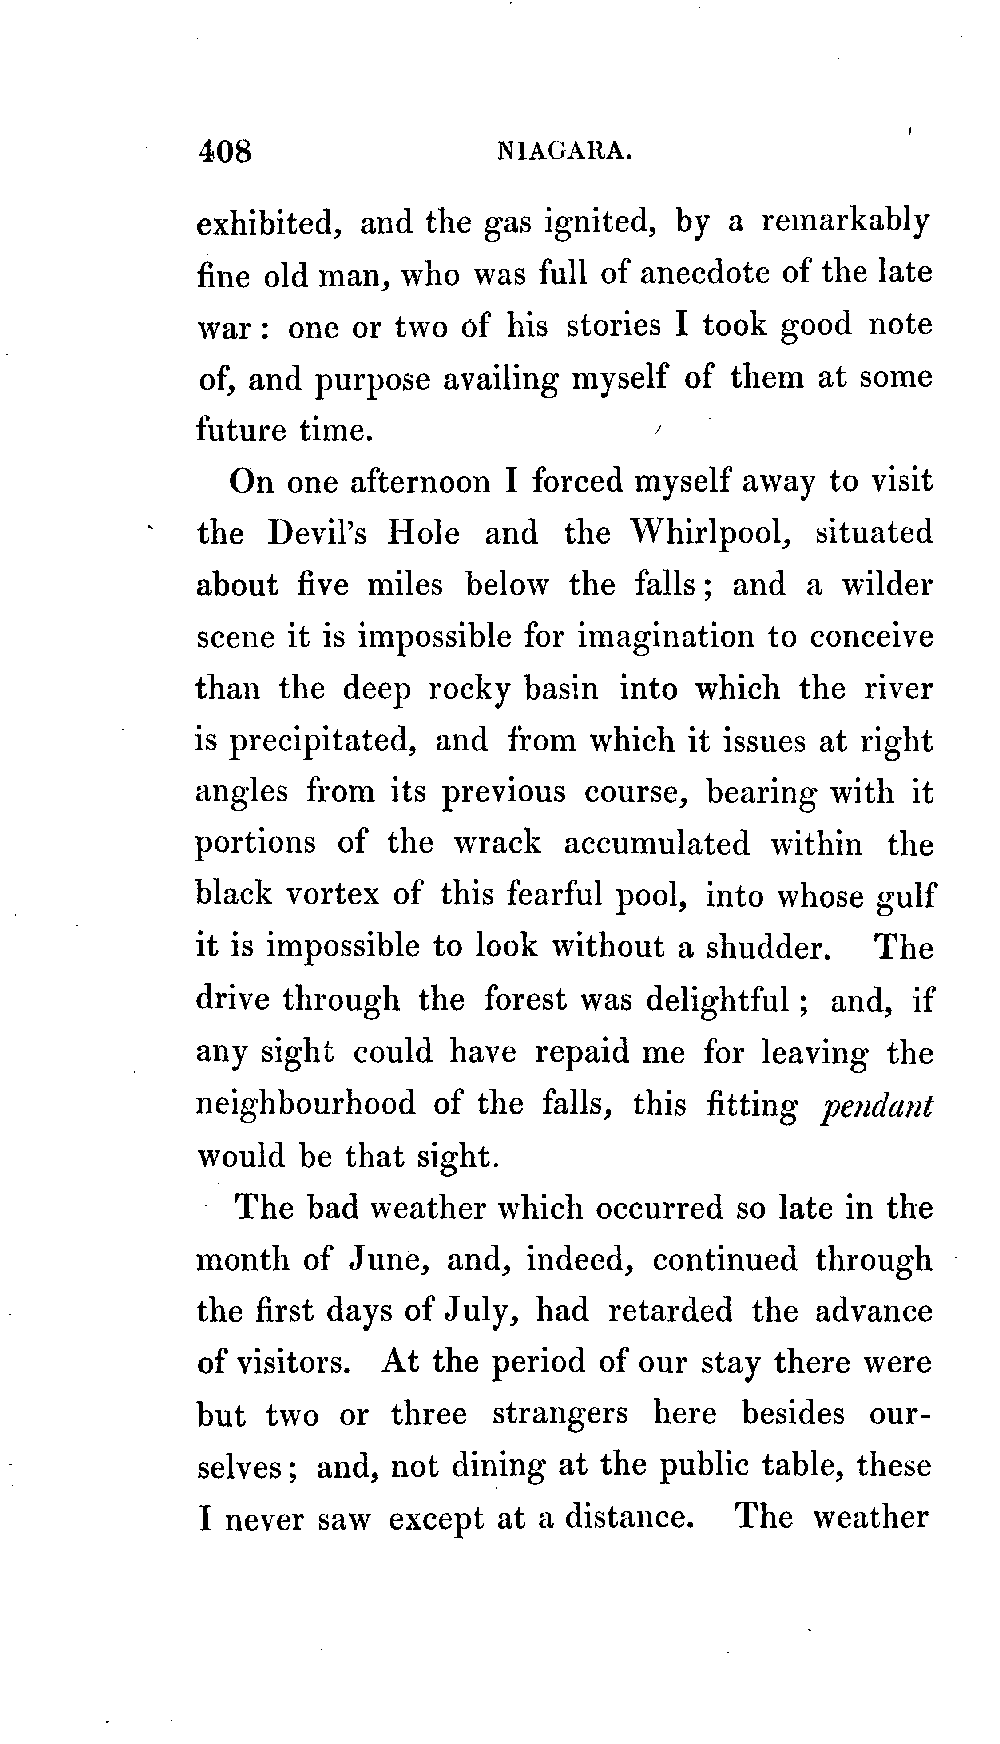 408 NIAGARA.
exhibited, and the gas ignited, by a remarkably
fine old man, who was full of anecdote of the late
war : one or two of his stories I took good note
of, and purpose availing myself of them at some
future time.
On one afternoon I forced myself away to visit
the Devil's Hole and the Whirlpool, situated
about five miles below the falls ; and a wilder
scene it is impossible for imagination to conceive
than the deep rocky basin into which the river
is precipitated, and from which it issues at right
angles from its previous course, bearing with it
portions of the wrack accumulated within the
black vortex of this fearful pool, into whose gulf
it is impossible to look without a shudder. The
drive through the forest was delightful ; and, if
any sight could have repaid me for leaving the
neighbourhood of the falls, this fitting pendant
would be that sight.
The bad weather which occurred so late in the
month of June, and, indeed, continued through
the first days of July, had retarded the advance
of visitors. At the period of our stay there were
but two or three strangers here besides our-
selves ; and, not dining at the public table, these
I never saw except at a distance. The weather